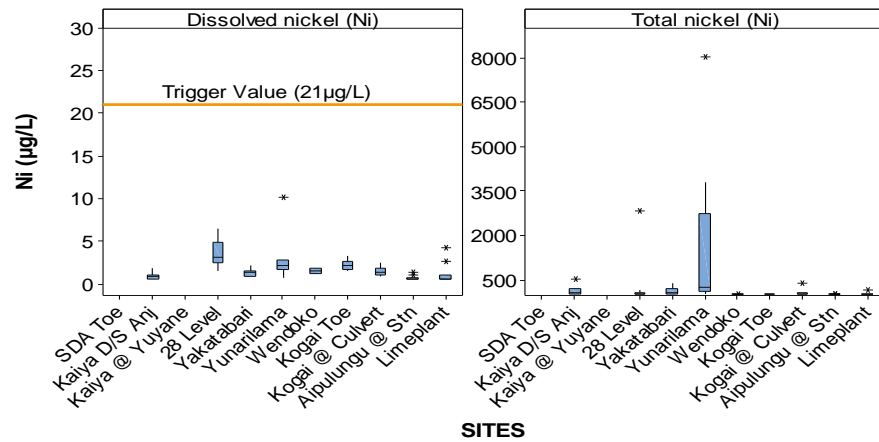 Dissolved nickel (Ni)
Total nickel (Ni)
Ni (µg/L)
30
25
20
15
10
5
0
Trigger Value (21µg/L)
8000
6500
5000
3500
2000
500
SDA Toe
Kaiya D/S Anj
Kaiya @ Yuyane
28 Level
Yakatabari
Yunarilama
Wendoko
Kogai Toe
Kogai @ Culvert
Aipulungu @ Stn
Limeplant
SDA Toe
Kaiya D/S Anj
Kaiya @ Yuyane
28 Level
Yakatabari
Yunarilama
Wendoko
Kogai Toe
Kogai @ Culvert
Aipulungu @ Stn
Limeplant
SITES